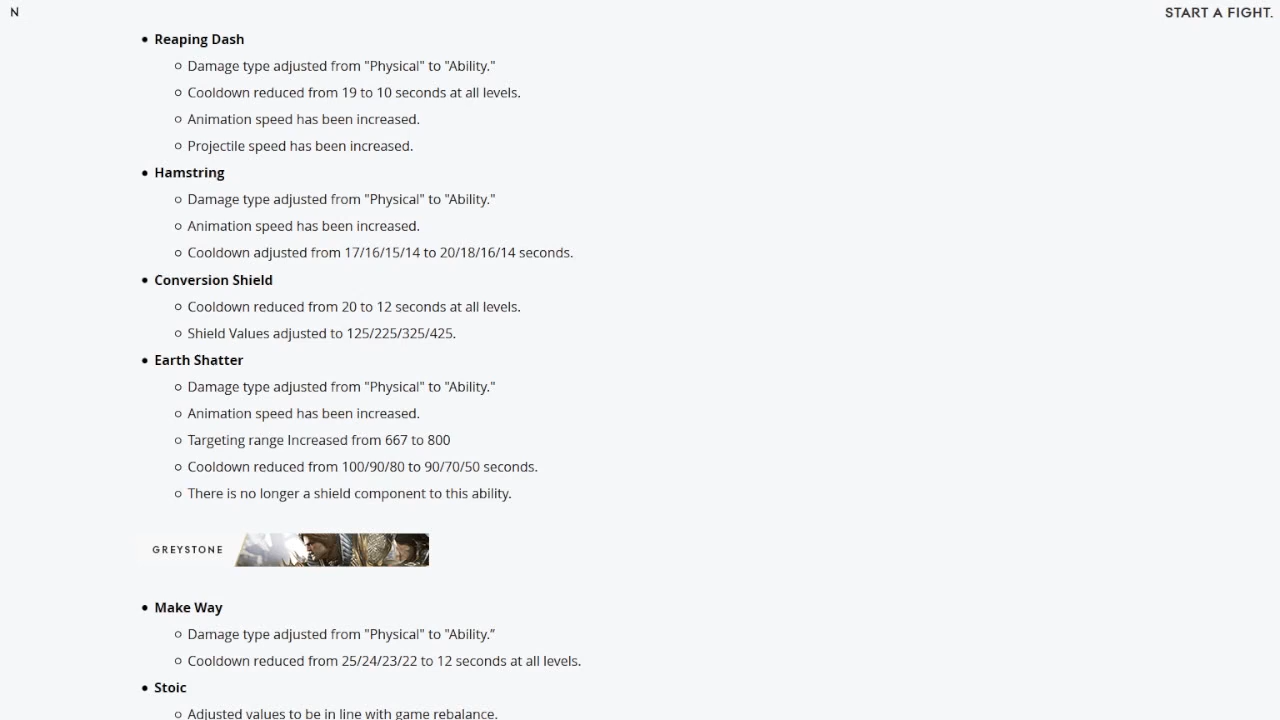 N
START A FIGHT.
Reaping Dash
Damage type adjusted from "Physical" to "Ability."
Cooldown reduced from 19 to 10 seconds at all levels.
Animation speed has been increased.
Projectile speed has been increased.
Hamstring
Damage type adjusted from "Physical" to "Ability."
Animation speed has been increased.
Cooldown adjusted from 17/16/15/14 to 20/18/16/14 seconds.
Conversion Shield
Cooldown reduced from 20 to 12 seconds at all levels.
Shield Values adjusted to 125/225/325/425.
Earth Shatter
Damage type adjusted from "Physical" to "Ability."
Animation speed has been increased.
Targeting range Increased from 667 to 800
Cooldown reduced from 100/90/80 to 90/70/50 seconds.
There is no longer a shield component to this ability.
GREYSTONE
Make Way
Damage type adjusted from "Physical" to "Ability.”
Cooldown reduced from 25/24/23/22 to 12 seconds at all levels.
Stoic
Adjusted values to be in line with game rebalance.